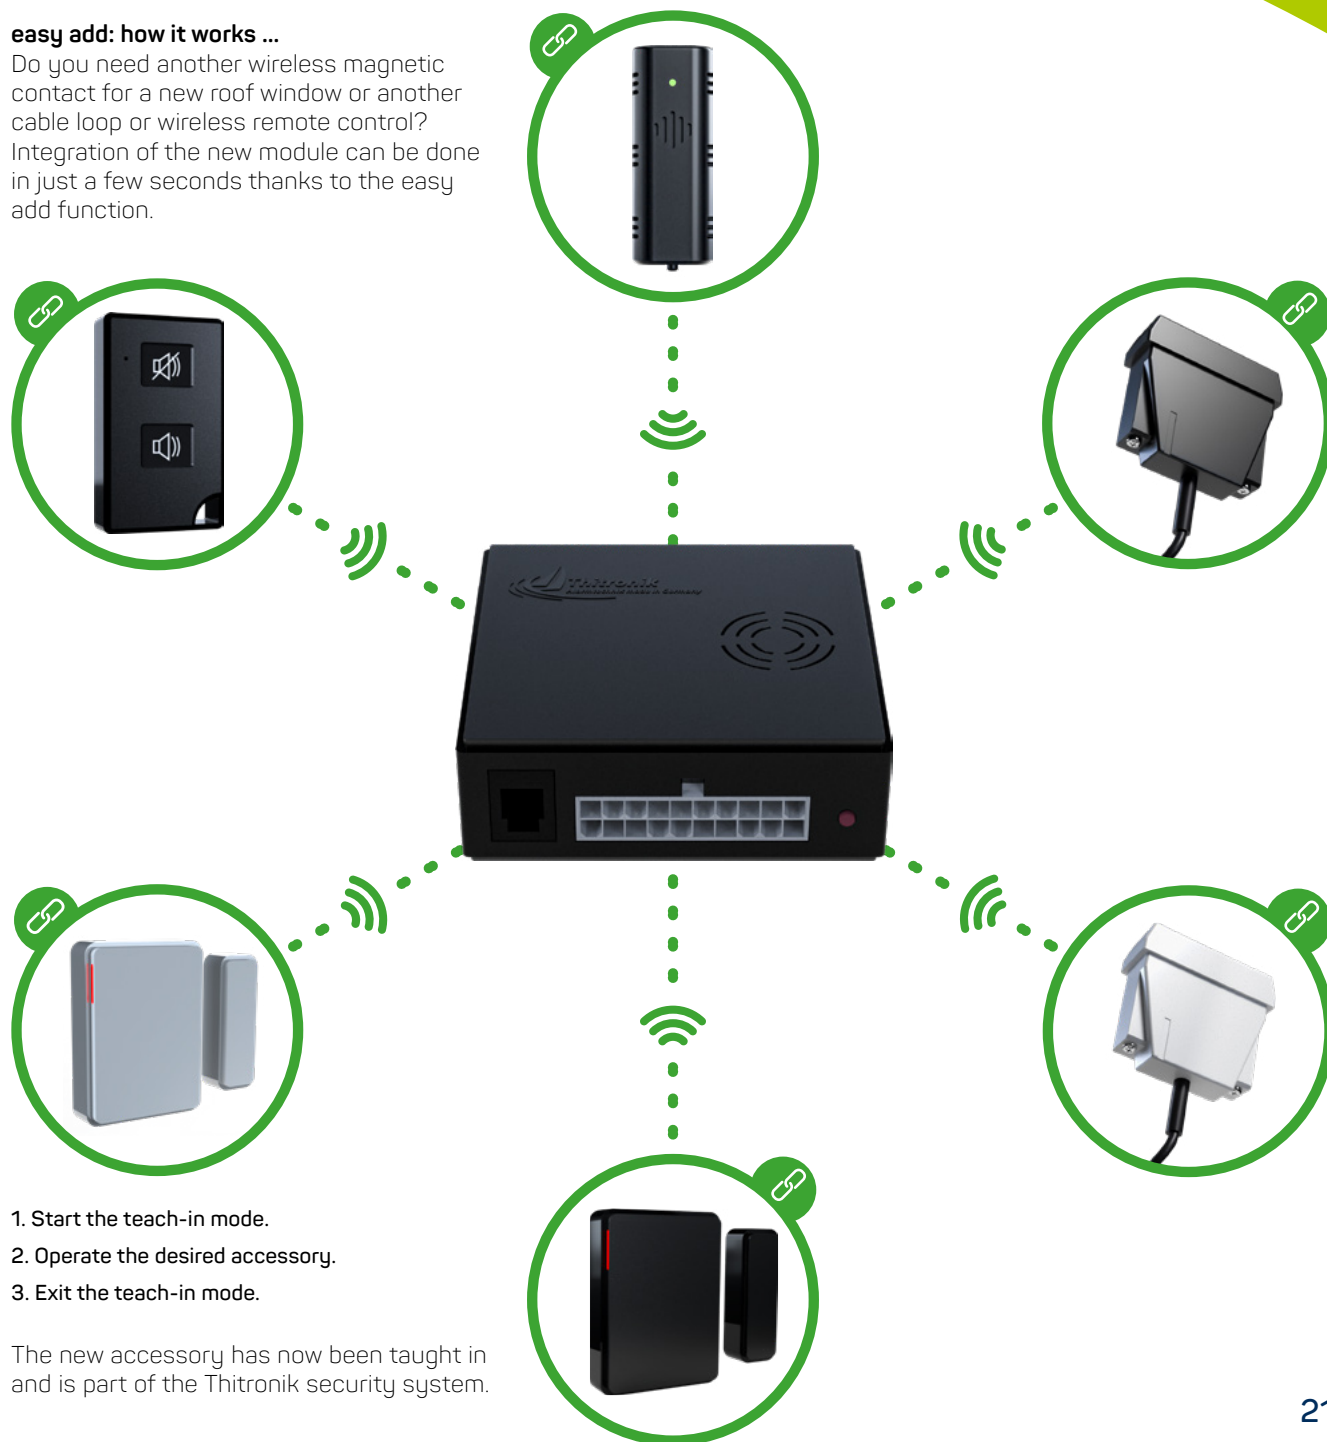 easy add: how it works ...
Do you need another wireless magnetic
contact for a new roof window or another
cable loop or wireless remote control?
Integration of the new module can be done
in just a few seconds thanks to the easy
add function.
Thitronik
1. Start the teach-in mode.
2. Operate the desired accessory.
3. Exit the teach-in mode.
The new accessory has now been taught in
and is part of the Thitronik security system.
21